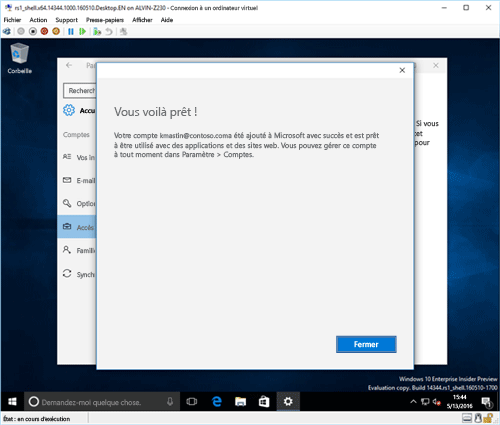 rs1_shell.x64.14344.1000.160510.Desktop.EN on ALVIN-Z230 - Connexion à un ordinateur virtuel
Fichier Action Support Presse-papiers Afficher Aide
Corbeille
Vous voilà prêt !
Votre compte kmastin@contoso.coma été ajouté à Microsoft avec succès et est prêt
à être utilisé avec des applications et des sites web. Vous pouvez gérer ce compte
à tout moment dans Paramètre > Comptes.
Fermer
Pa
Recherch
Accu
Comptes
Vos in
E-mail
Option
Accès
Famille
Synchr
Si vous
cet
pour
Windows 10 Enterprise Insider Preview
Evaluation copy. Build 14344.rs1_shell.160510-1700
Demandez-moi quelque chose.
15:44
5/13/2016
État : en cours d'exécution